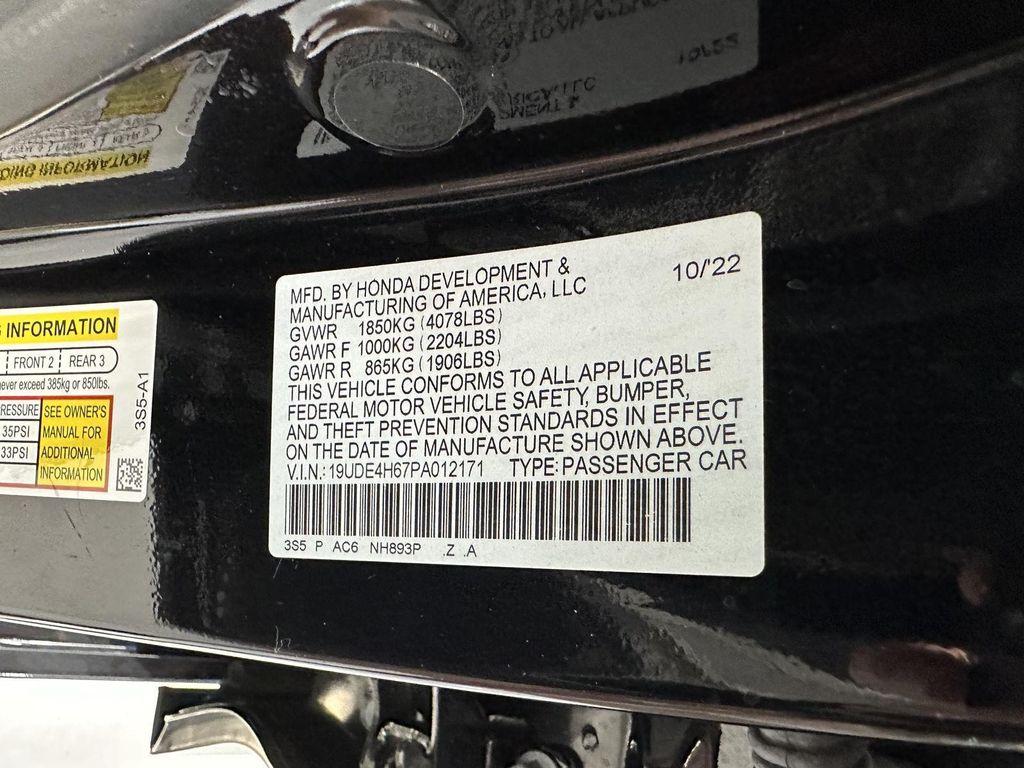 MFD. BY HONDA DEVELOPMENT &
MANUFACTURING OF AMERICA, LLC
10/'22
GVWR 1850KG (4078LBS)
GAWR F 1000KG (2204LBS)
GAWR R 865KG (1906LBS)
THIS VEHICLE CONFORMS TO ALL APPLICABLE
FEDERAL MOTOR VEHICLE SAFETY, BUMPER,
AND THEFT PREVENTION STANDARDS IN EFFECT
ON THE DATE OF MANUFACTURE SHOWN ABOVE.
V.I.N.: 19UDE4H67PA012171 TYPE: PASSENGER CAR
3S5 P AC6 NH893P .Z .A
INFORMATION
FRONT 2 REAR 3
never exceed 385kg or 850lbs.
PRESSURE
35PSI
33PSI
SEE OWNER'S
MANUAL FOR
ADDITIONAL
INFORMATION
3S5-A1